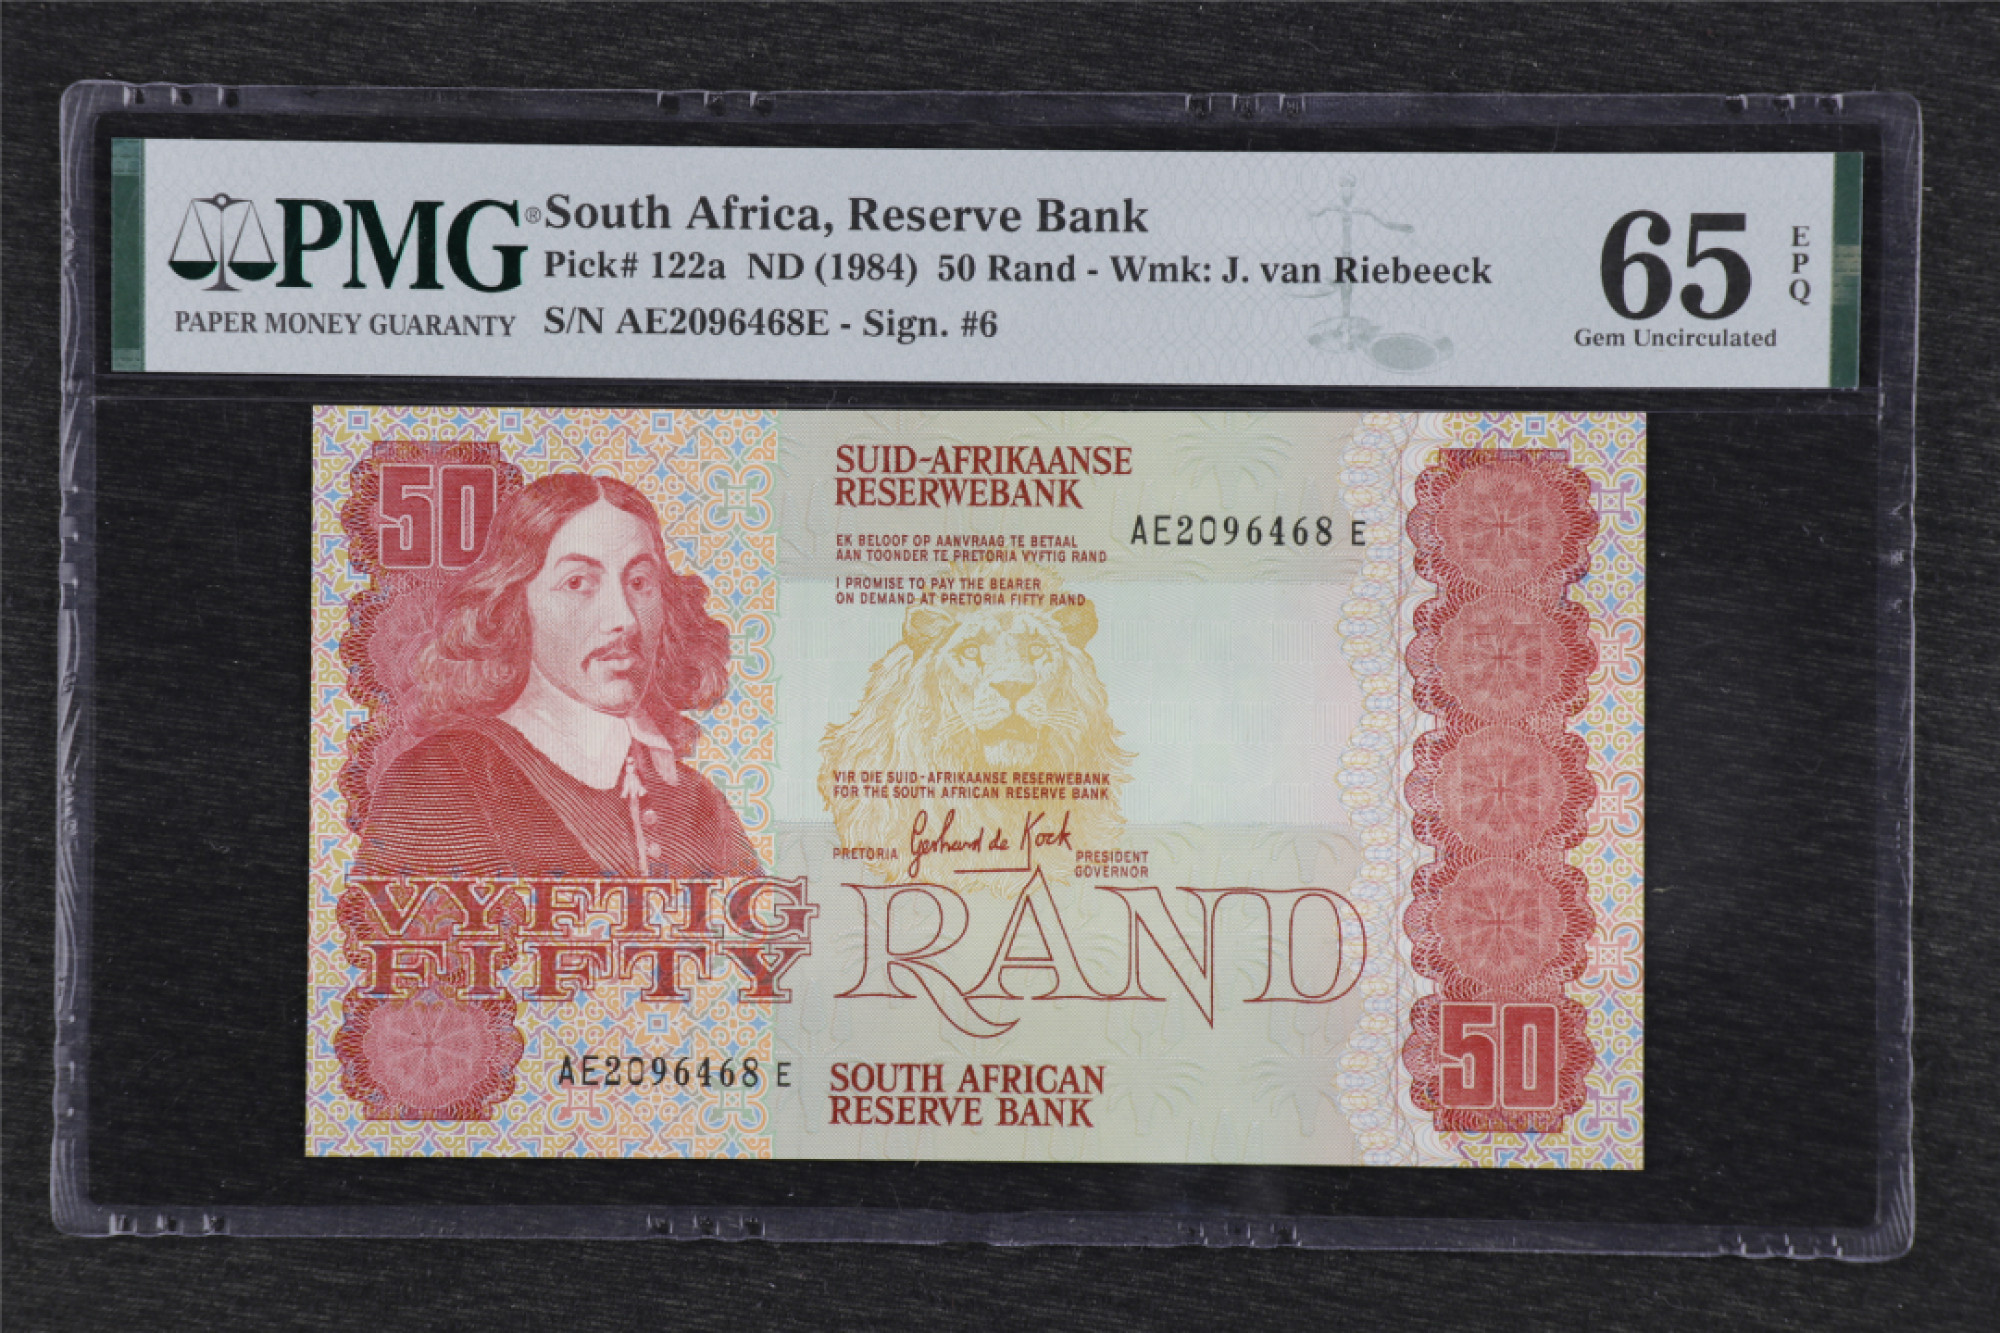 PMG®
PAPER MONEY GUARANTY
South Africa, Reserve Bank
Pick# 122a ND (1984) 50 Rand - Wmk: J. van Riebeeck
S/N AE2096468E - Sign. #6
65
EPQ
Gem Uncirculated
50
SUID-AFRIKAANSE
RESERWEBANK
AE2096468 E
EK BELOOF OP AANVRAAG TE BETAAL
AAN TOONDER TE PRETORIA VYFTIG RAND
I PROMISE TO PAY THE BEARER
ON DEMAND AT PRETORIA FIFTY RAND
VIR DIE SUID-AFRIKAANSE RESERWEBANK
FOR THE SOUTH AFRICAN RESERVE BANK
Gerhard de Kock
PRETORIA
PRESIDENT
GOVERNOR
VYFTIG
FIFTY
RAND
50
AE2096468 E
SOUTH AFRICAN
RESERVE BANK